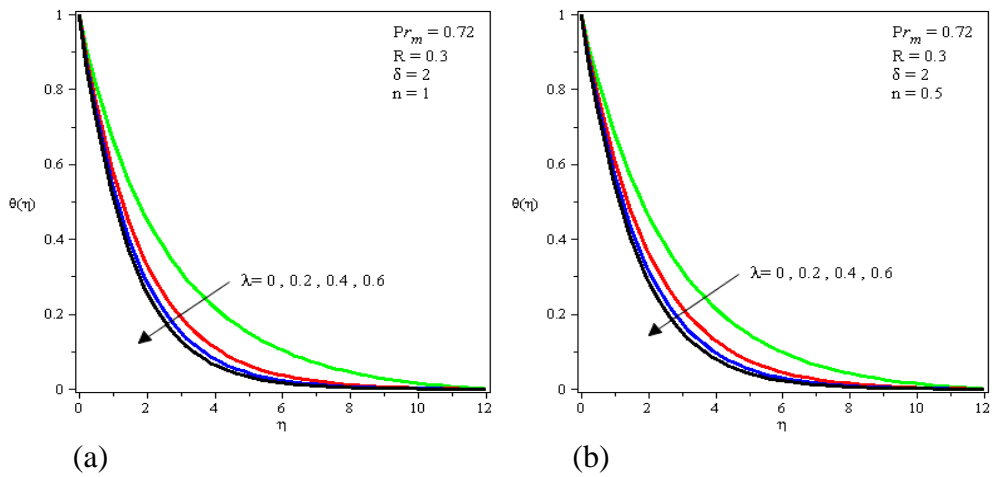 1
0.8
0.6
θ(η)
0.4
0.2
0
0 2 4 6 8 10 12
η
Pr_m = 0.72
R = 0.3
δ = 2
n = 1
λ= 0 , 0.2 , 0.4 , 0.6
(a)
1
0.8
0.6
θ(η)
0.4
0.2
0
0 2 4 6 8 10 12
η
Pr_m = 0.72
R = 0.3
δ = 2
n = 0.5
λ= 0 , 0.2 , 0.4 , 0.6
(b)